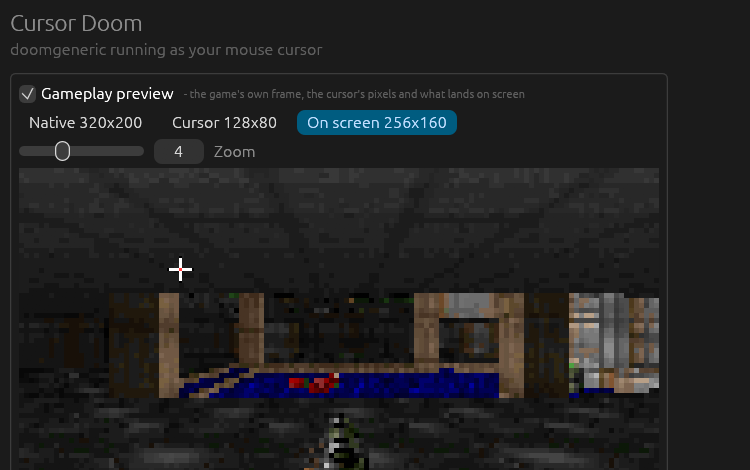 Cursor Doom
doomgeneric running as your mouse cursor
Gameplay preview - the game's own frame, the cursor's pixels and what lands on screen
Native 320x200 Cursor 128x80 On screen 256x160
4 Zoom